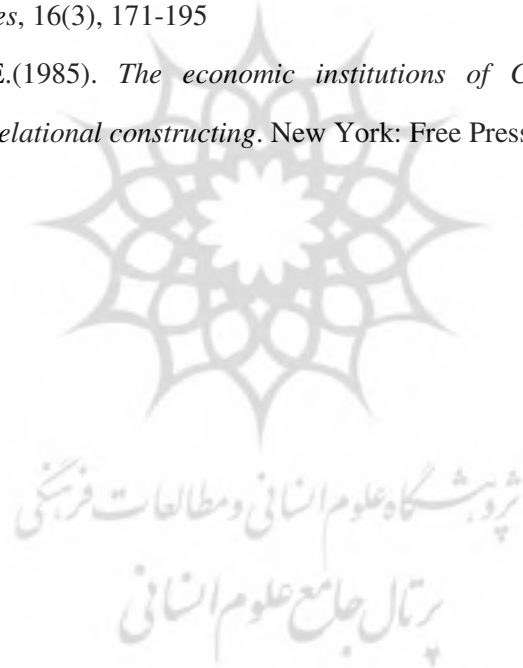 es, 16(3), 171-195
E.(1985). The economic institutions of C
elational constructing. New York: Free Press
پژوهشگاه علوم انسانی و مطالعات فرهنگی
پرتال جامع علوم انسانی